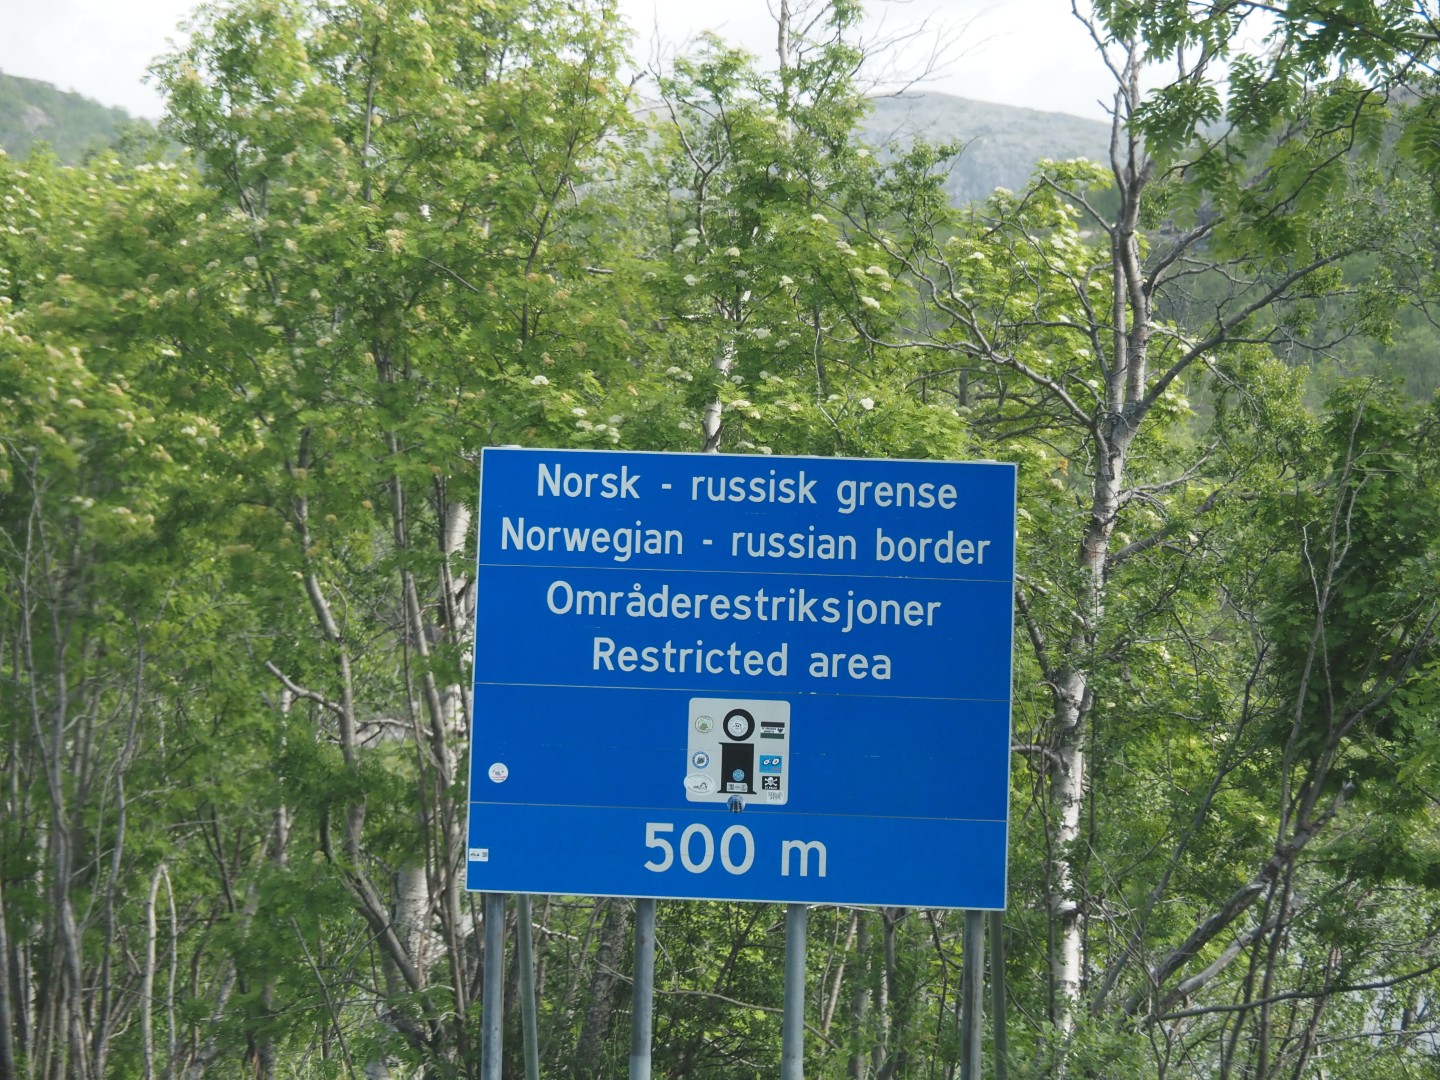 Norsk - russisk grense
Norwegian - russian border
Områderestriksjoner
Restricted area
500 m